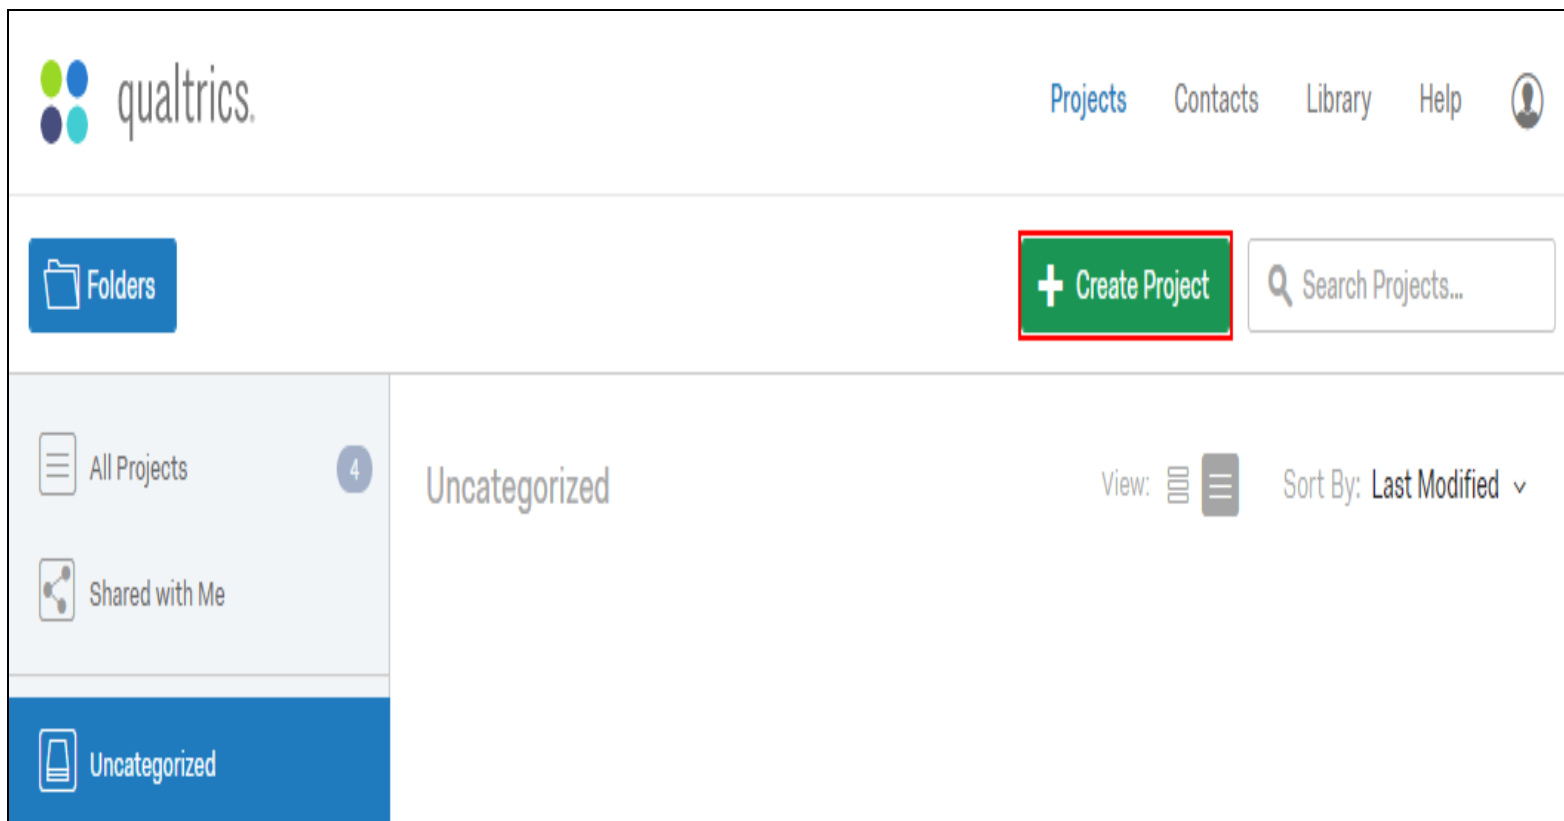 qualtrics.
Projects Contacts Library Help
Folders
Create Project
Search Projects...
All Projects 4
Shared with Me
Uncategorized
Uncategorized
View:
Sort By: Last Modified